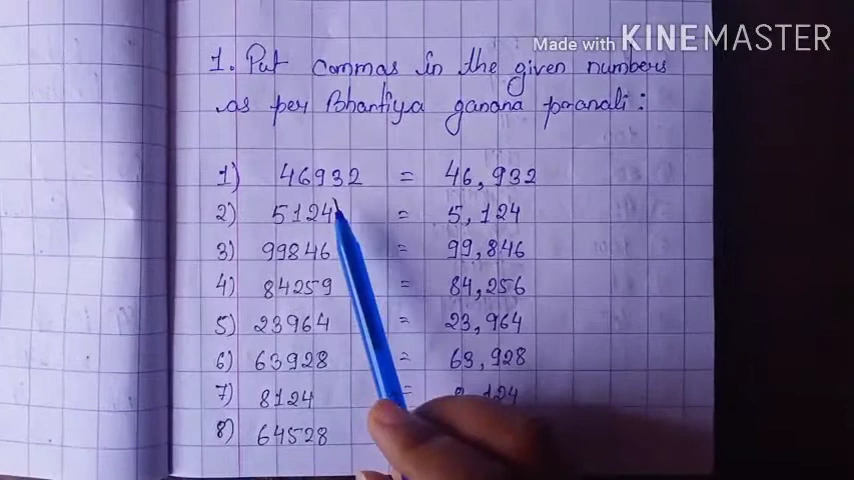 Made with KINEMASTER
1. Put commas in the given numbers
as per Bhartiya ganana pranali :
1) 46932 = 46,932
2) 5124 = 5,124
3) 99846 = 99,846
4) 84259 = 84,256
5) 23964 = 23,964
6) 63928 = 63,928
7) 8124 = 8,124
8) 64528